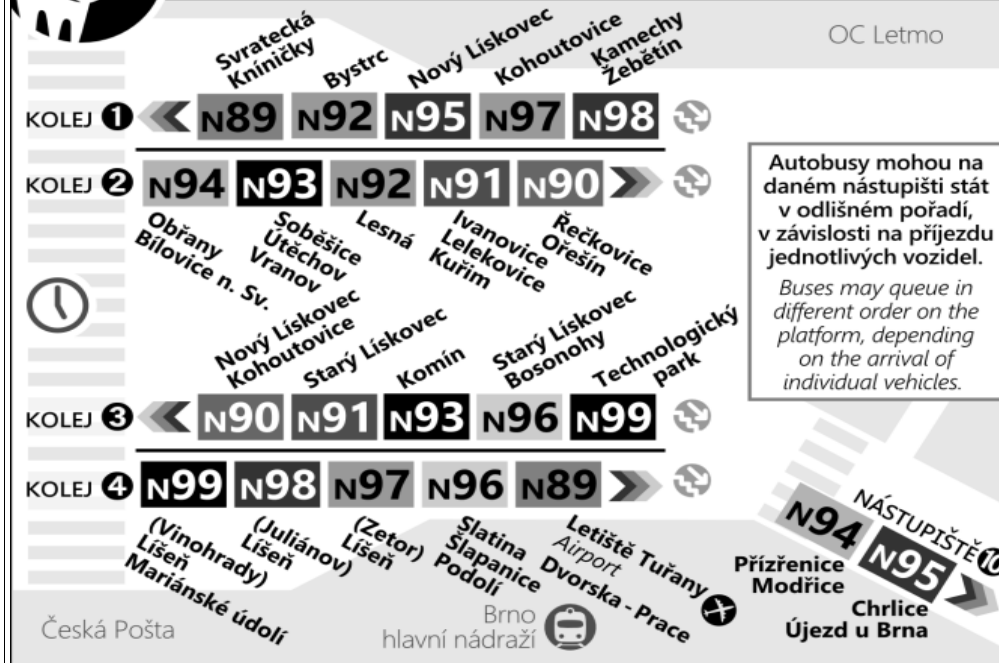 OC Letmo
Svratecká
Kníničky
Bystrc
Nový Lískovec
Kohoutovice
Kamechy
Žebětín
KOLEJ 1 N89 N92 N95 N97 N98
KOLEJ 2 N94 N93 N92 N91 N90
Obřany
Bílovice n. Sv.
Soběšice
Útěchov
Vranov
Lesná
Ivanovice
Lelekovice
Kuřim
Řečkovice
Ořešín
Autobusy mohou na
daném nástupišti stát
v odlišném pořadí,
v závislosti na příjezdu
jednotlivých vozidel.
Buses may queue in
different order on the
platform, depending
on the arrival of
individual vehicles.
Nový Lískovec
Kohoutovice
Starý Lískovec
Komín
Starý Lískovec
Bosonohy
Technologický
park
KOLEJ 3 N90 N91 N93 N96 N99
KOLEJ 4 N99 N98 N97 N96 N89
(Vinohrady)
Líšeň
Mariánské údolí
(Juliánov)
Líšeň
(Zetor)
Líšeň
Slatina
Šlapanice
Podolí
Letiště Tuřany
Airport
Dvorska - Prace
NÁSTUPIŠTĚ 10
N94 N95
Přízřenice
Modřice
Chrlice
Újezd u Brna
Česká Pošta
Brno
hlavní nádraží